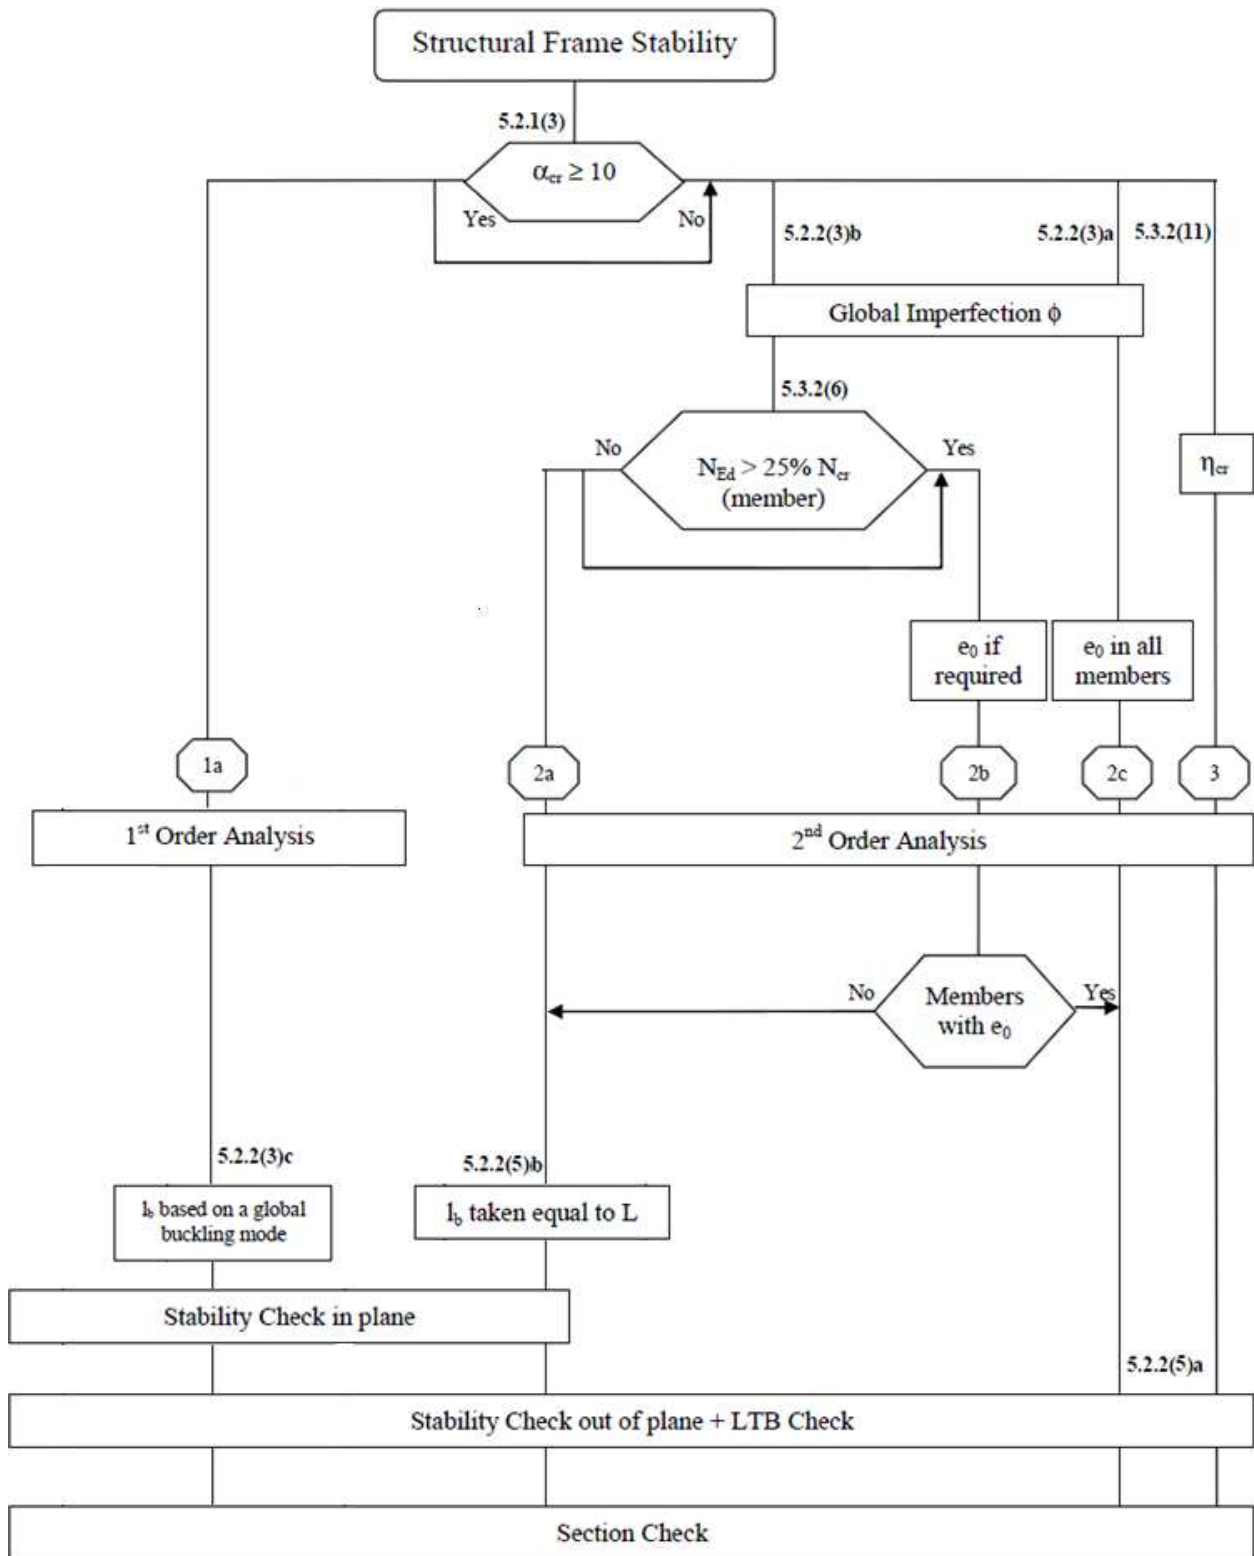 Structural Frame Stability
5.2.1(3)
αcr ≥ 10
Yes
No
5.2.2(3)b
5.2.2(3)a
5.3.2(11)
Global Imperfection ϕ
5.3.2(6)
No
Yes
NEd > 25% Ncr
(member)
ηcr
e0 if
required
e0 in all
members
1a
2a
2b
2c
3
1st Order Analysis
2nd Order Analysis
No
Members
with e0
Yes
5.2.2(3)c
5.2.2(5)b
lb based on a global
buckling mode
lb taken equal to L
Stability Check in plane
5.2.2(5)a
Stability Check out of plane + LTB Check
Section Check